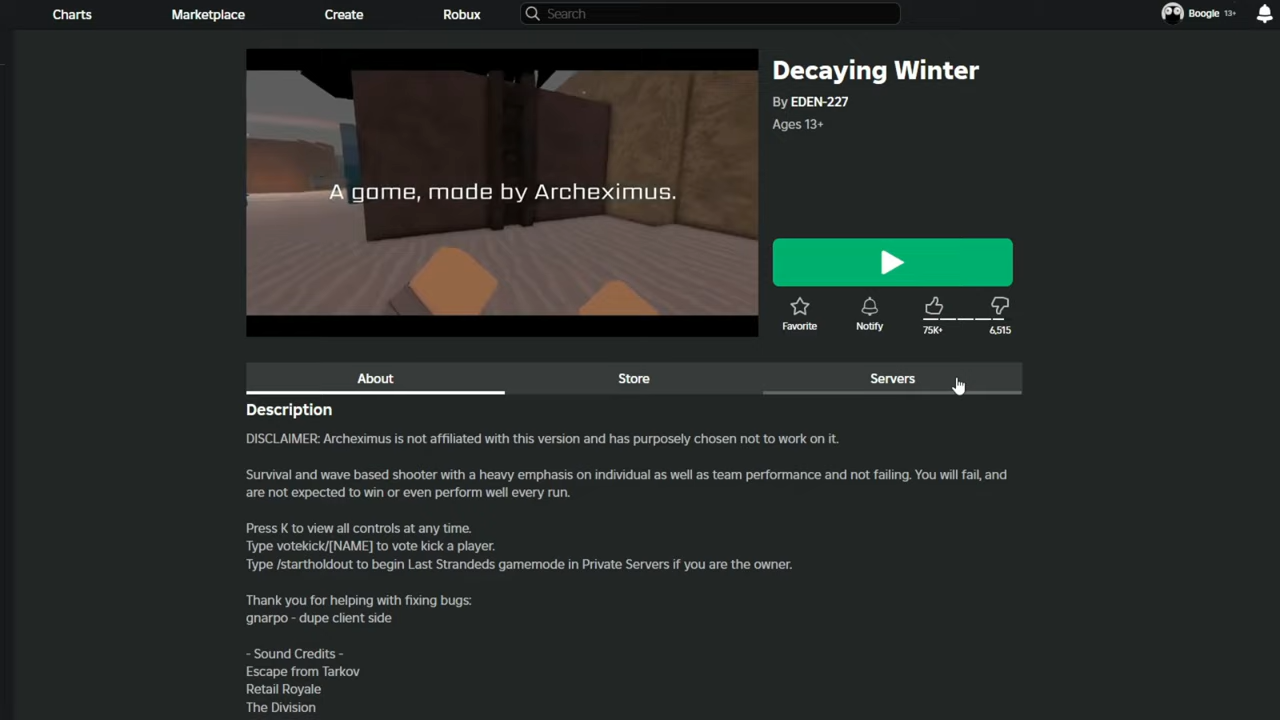 Charts
Marketplace
Create
Robux
Search
Boogle 13+
A game, made by Archeximus.
Decaying Winter
By EDEN-227
Ages 13+
Favorite
Notify
75K+
6,515
About
Store
Servers
Description
DISCLAIMER: Archeximus is not affiliated with this version and has purposely chosen not to work on it.
Survival and wave based shooter with a heavy emphasis on individual as well as team performance and not failing. You will fail, and
are not expected to win or even perform well every run.
Press K to view all controls at any time.
Type votekick/[NAME] to vote kick a player.
Type /startholdout to begin Last Strandeds gamemode in Private Servers if you are the owner.
Thank you for helping with fixing bugs:
gnarpo - dupe client side
- Sound Credits -
Escape from Tarkov
Retail Royale
The Division